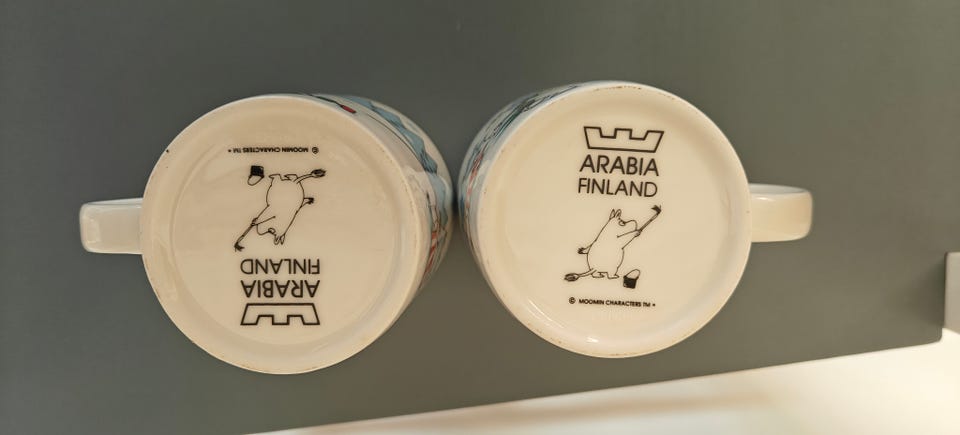 © MOOMIN CHARACTERS TM
ARABIA
FINLAND
ARABIA
FINLAND
© MOOMIN CHARACTERS TM